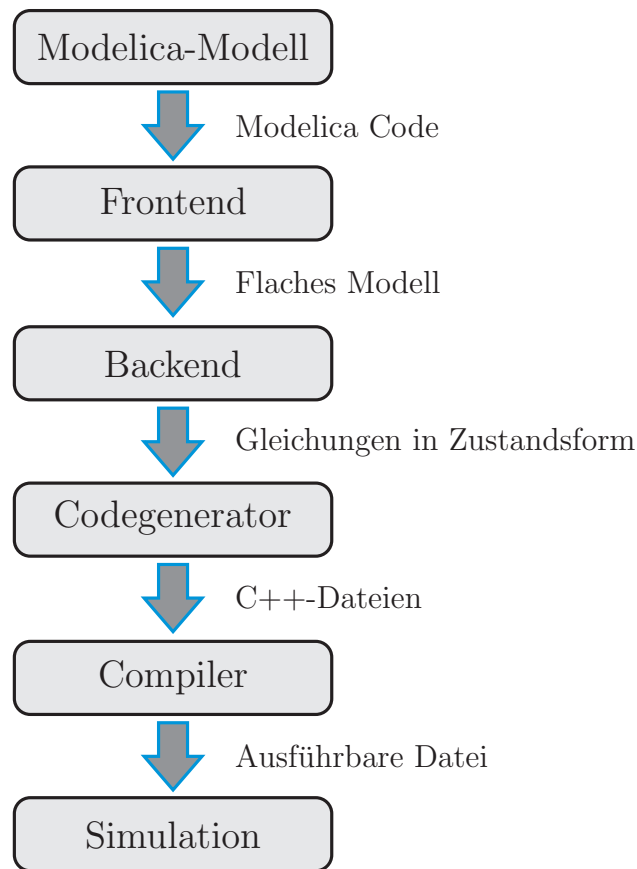 Modelica-Modell
Modelica Code
Frontend
Flaches Modell
Backend
Gleichungen in Zustandsform
Codegenerator
C++-Dateien
Compiler
Ausführbare Datei
Simulation